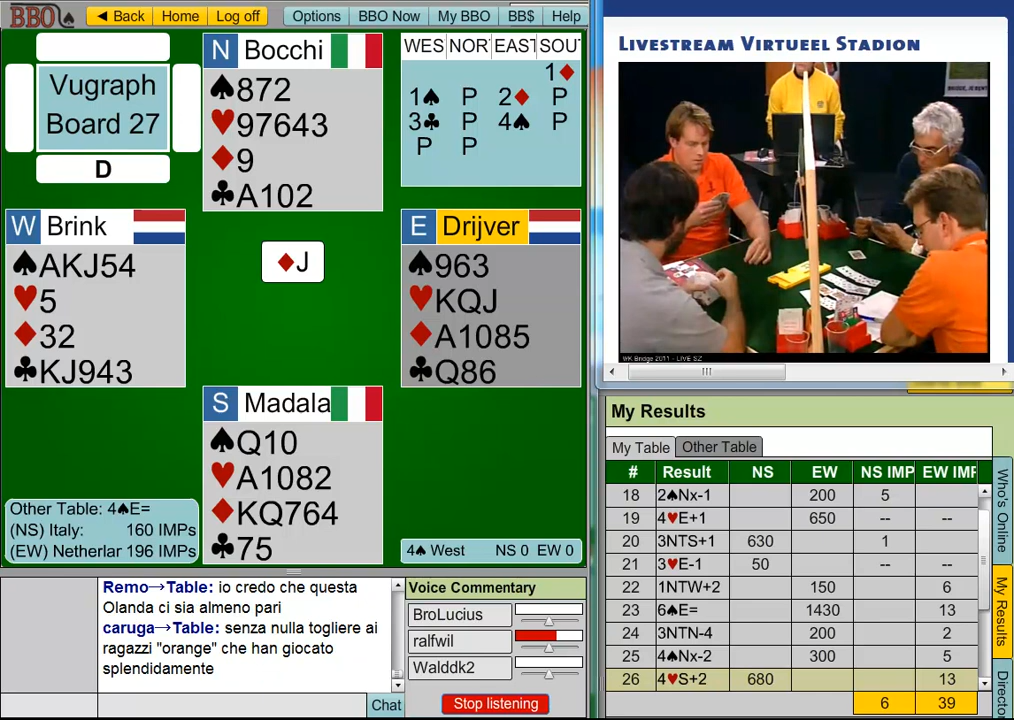 BBO ◄ Back Home Log off Options BBO Now My BBO BB$ Help
Vugraph
Board 27
D
N Bocchi
♠872
♥97643
♦9
♣A102
WES NOR EAST SOU
1♦
1♠ P 2♦ P
3♣ P 4♠ P
P P
W Brink
♠AKJ54
♥5
♦32
♣KJ943
♦J
E Drijver
♠963
♥KQJ
♦A1085
♣Q86
S Madala
♠Q10
♥A1082
♦KQ764
♣75
Other Table: 4♠E=
(NS) Italy: 160 IMPs
(EW) Netherlar 196 IMPs
4♠ West NS 0 EW 0
Remo→Table: io credo che questa
Olanda ci sia almeno pari
caruga→Table: senza nulla togliere ai
ragazzi "orange" che han giocato
splendidamente
Chat
Voice Commentary
BroLucius
ralfwil
Walddk2
Stop listening
Livestream Virtueel Stadion
WK Bridge 2011 - LIVE SZ
My Results
My Table Other Table
# Result NS EW NS IMP EW IMF
18 2♠Nx-1 200 5
19 4♥E+1 650 -- --
20 3NTS+1 630 1
21 3♥E-1 50 -- --
22 1NTW+2 150 6
23 6♠E= 1430 13
24 3NTN-4 200 2
25 4♠Nx-2 300 5
26 4♥S+2 680 13
6 39
Who's Online
My Results
Director